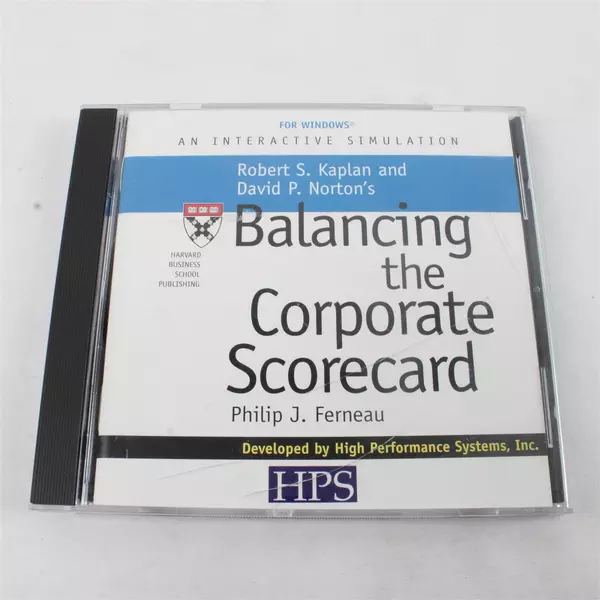 FOR WINDOWS®
AN INTERACTIVE SIMULATION
Robert S. Kaplan and
David P. Norton's
Balancing
the
Corporate
Scorecard
HARVARD
BUSINESS
SCHOOL
PUBLISHING
Philip J. Ferneau
Developed by High Performance Systems, Inc.
HPS